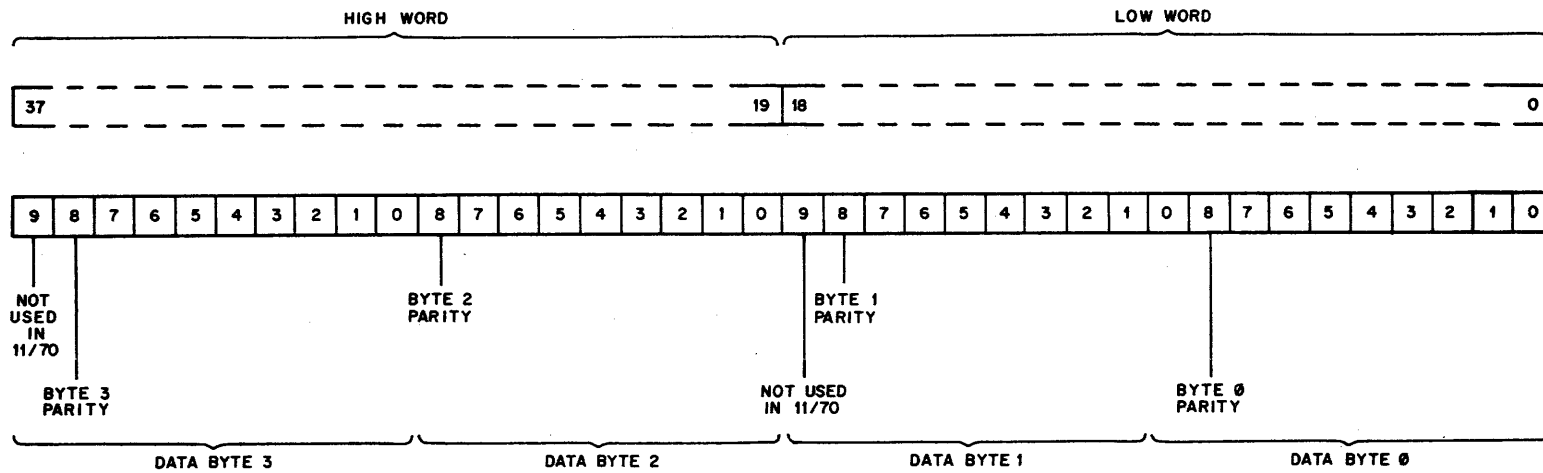 HIGH WORD LOW WORD
37 19 18 0
9 8 7 6 5 4 3 2 1 0 8 7 6 5 4 3 2 1 0 9 8 7 6 5 4 3 2 1 0 8 7 6 5 4 3 2 1 0
NOT
USED
IN
11/70
BYTE 3
PARITY
BYTE 2
PARITY
NOT USED
IN 11/70
BYTE 1
PARITY
BYTE Ø
PARITY
DATA BYTE 3 DATA BYTE 2 DATA BYTE 1 DATA BYTE Ø